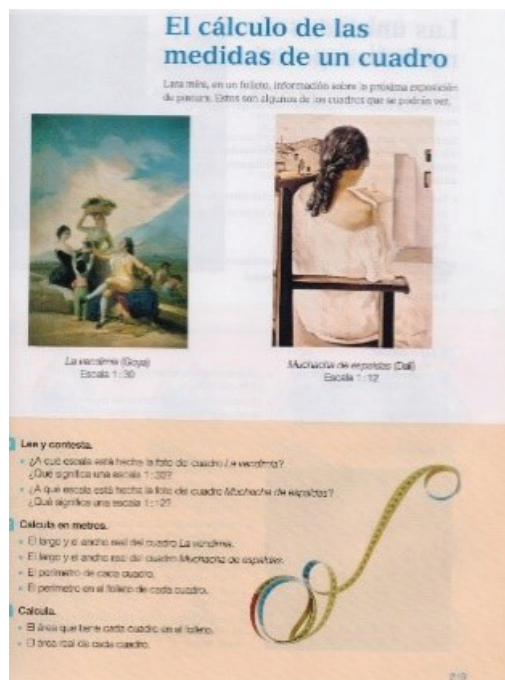 El cálculo de las
medidas de un cuadro
Lara mira, en un folleto, información sobre la próxima exposición
de pintura. Estos son algunos de los cuadros que se podrán ver.
La vendimia (Goya)
Escala 1:30
Muchacha de espaldas (Dalí)
Escala 1:12
Lee y contesta.
• ¿A qué escala está hecha la foto del cuadro La vendimia?
¿Qué significa una escala 1:30?
• ¿A qué escala está hecha la foto del cuadro Muchacha de espaldas?
¿Qué significa una escala 1:12?
Calcula en metros.
• El largo y el ancho real del cuadro La vendimia.
• El largo y el ancho real del cuadro Muchacha de espaldas.
• El perímetro de cada cuadro.
• El perímetro en el folleto de cada cuadro.
Calcula.
• El área que tiene cada cuadro en el folleto.
• El área real de cada cuadro.